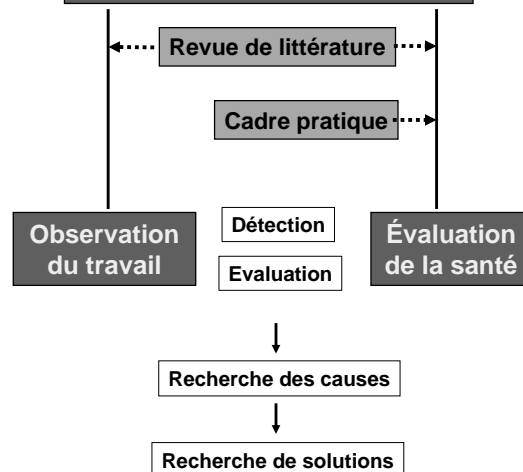 Revue de littérature
Cadre pratique
Observation
du travail
Détection
Evaluation
Évaluation
de la santé
Recherche des causes
Recherche de solutions